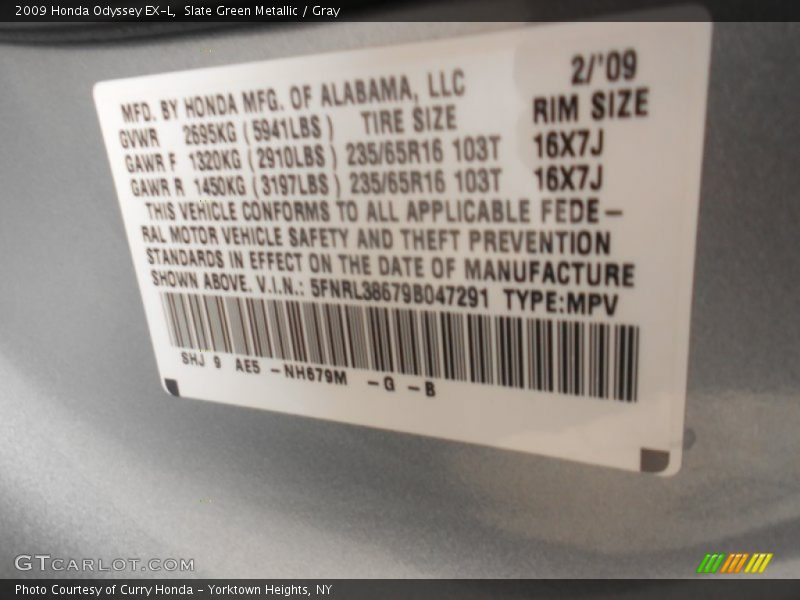 2009 Honda Odyssey EX-L, Slate Green Metallic / Gray
2/'09
MFD. BY HONDA MFG. OF ALABAMA, LLC
GVWR 2695KG (5941LBS) TIRE SIZE RIM SIZE
GAWR F 1320KG (2910LBS) 235/65R16 103T 16X7J
GAWR R 1450KG (3197LBS) 235/65R16 103T 16X7J
THIS VEHICLE CONFORMS TO ALL APPLICABLE FEDE-
RAL MOTOR VEHICLE SAFETY AND THEFT PREVENTION
STANDARDS IN EFFECT ON THE DATE OF MANUFACTURE
SHOWN ABOVE. V.I.N.: 5FNRL38679B047291 TYPE:MPV
SHJ 9 AE5 -NH679M -G -B
GTCARLOT.COM
Photo Courtesy of Curry Honda - Yorktown Heights, NY